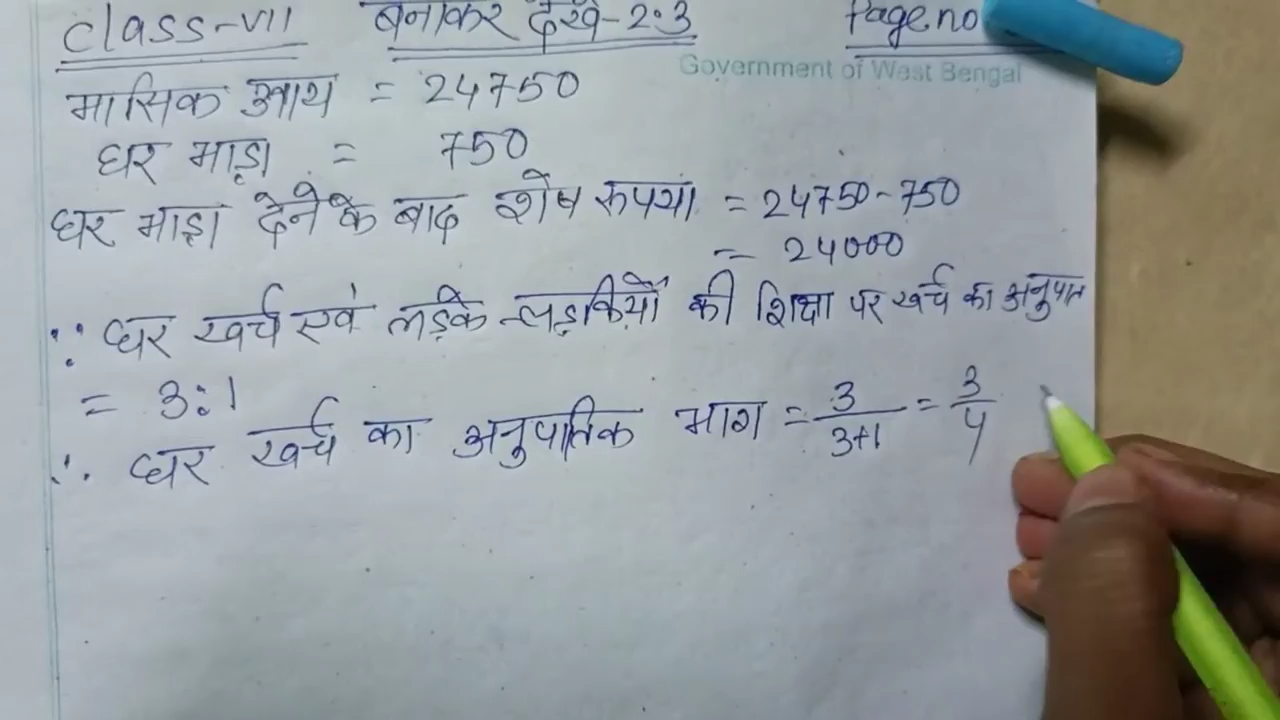 Class-VII बनाकर देखें-2.3 Page.no
Government of West Bengal
मासिक आय = 24750
घर भाड़ा = 750
घर भाड़ा देने के बाद शेष रूपया = 24750-750
= 24000
∵ घर खर्च एवं लड़के-लड़कियों की शिक्षा पर खर्च का अनुपात
= 3:1
∴ घर खर्च का अनुपातिक भाग = 3/3+1 = 3/4